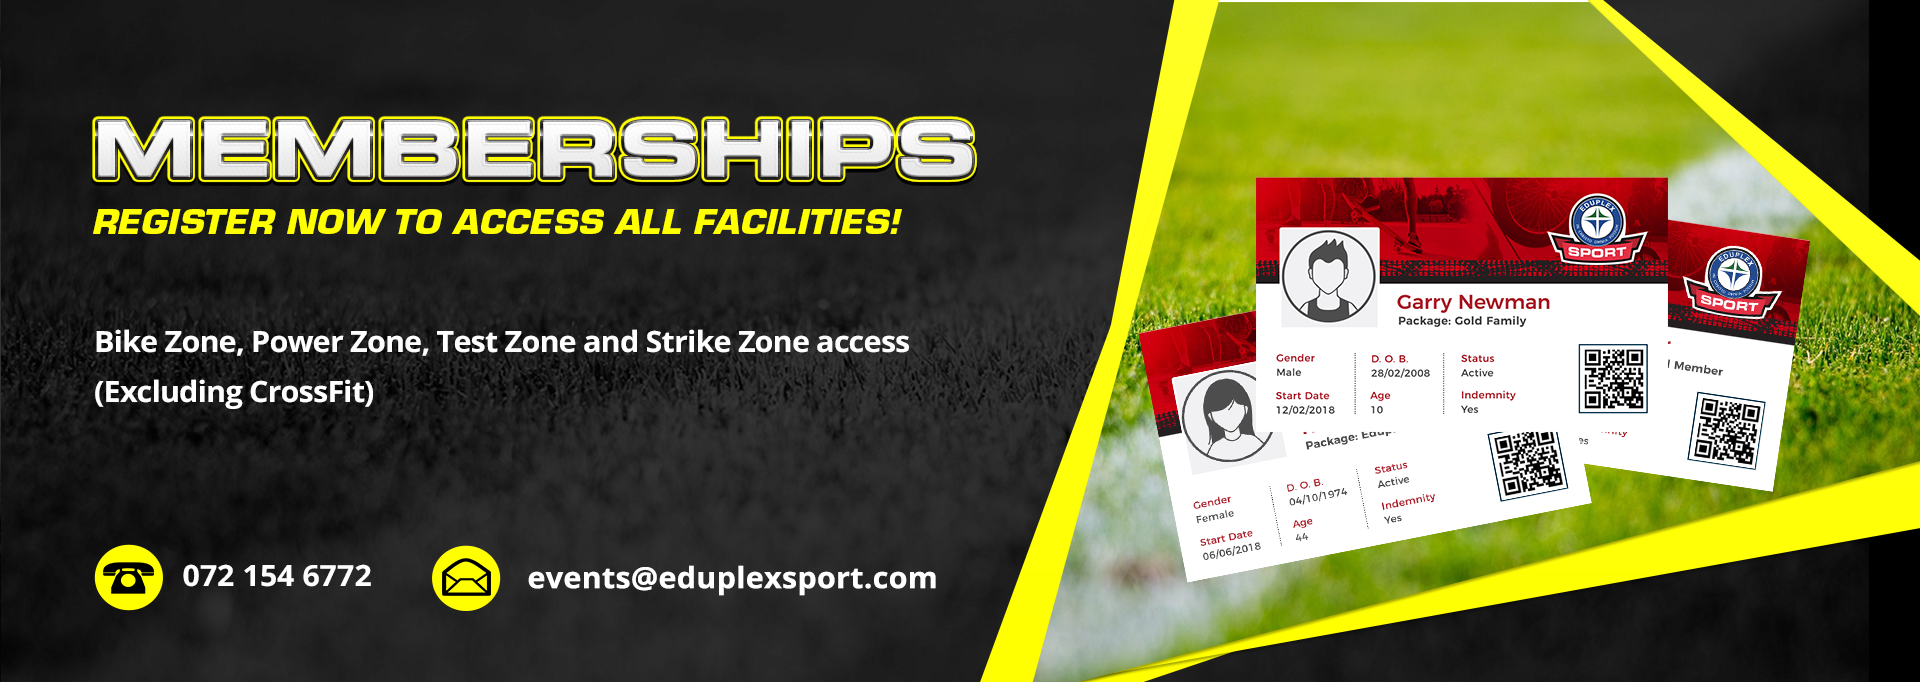 MEMBERSHIPS
REGISTER NOW TO ACCESS ALL FACILITIES!
Bike Zone, Power Zone, Test Zone and Strike Zone access
(Excluding CrossFit)
072 154 6772
events@eduplexsport.com
EDUPLEX
SPORT
Garry Newman
Package: Gold Family
Gender
Male
D. O. B.
28/02/2008
Status
Active
Start Date
12/02/2018
Age
10
Indemnity
Yes
EDUPLEX
SPORT
Member
Package:
Gender
Female
D. O. B.
04/10/1974
Status
Active
Start Date
06/06/2018
Age
44
Indemnity
Yes